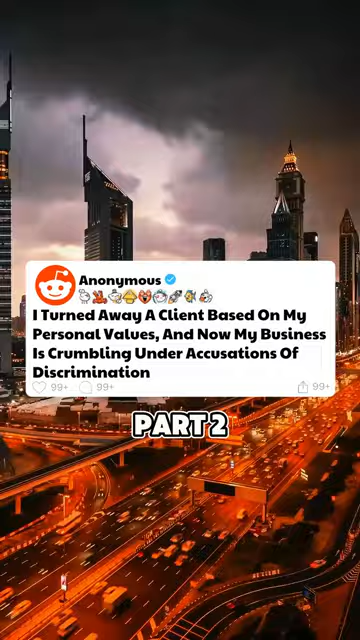 Anonymous
I Turned Away A Client Based On My
Personal Values, And Now My Business
Is Crumbling Under Accusations Of
Discrimination
99+ 99+ 99+
PART 2